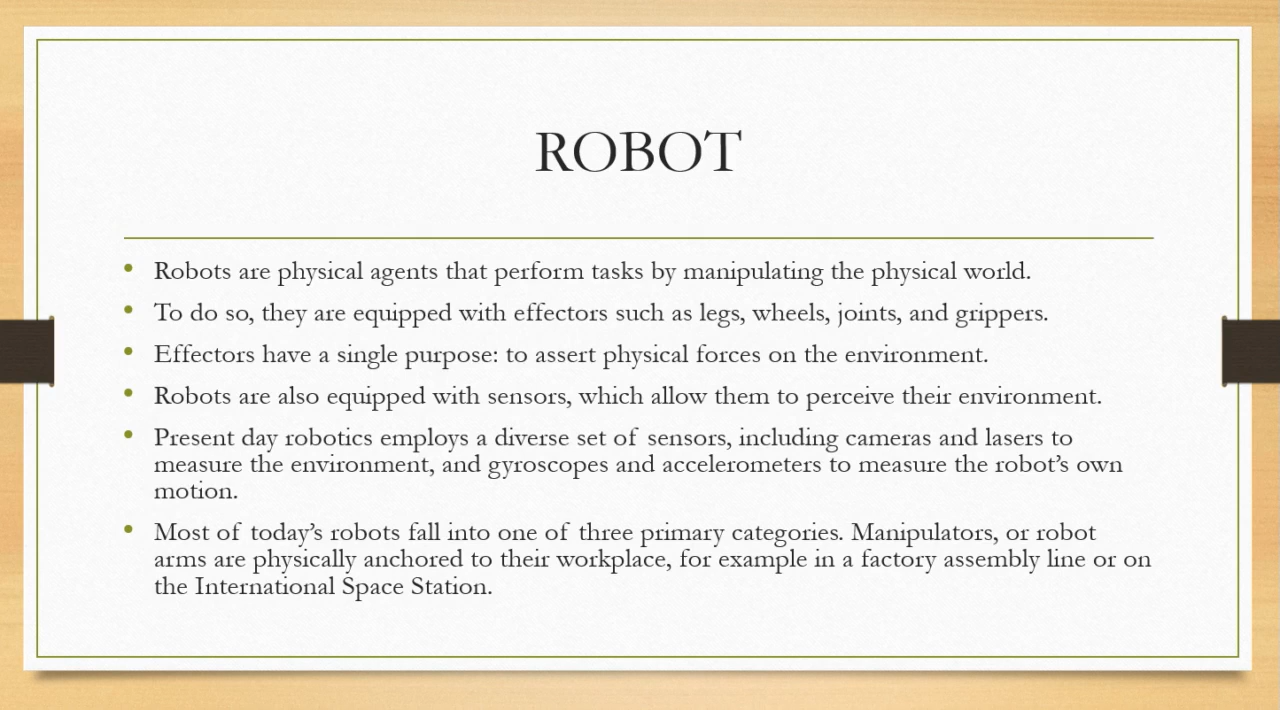 ROBOT
• Robots are physical agents that perform tasks by manipulating the physical world.
• To do so, they are equipped with effectors such as legs, wheels, joints, and grippers.
• Effectors have a single purpose: to assert physical forces on the environment.
• Robots are also equipped with sensors, which allow them to perceive their environment.
• Present day robotics employs a diverse set of sensors, including cameras and lasers to
measure the environment, and gyroscopes and accelerometers to measure the robot’s own
motion.
• Most of today’s robots fall into one of three primary categories. Manipulators, or robot
arms are physically anchored to their workplace, for example in a factory assembly line or on
the International Space Station.